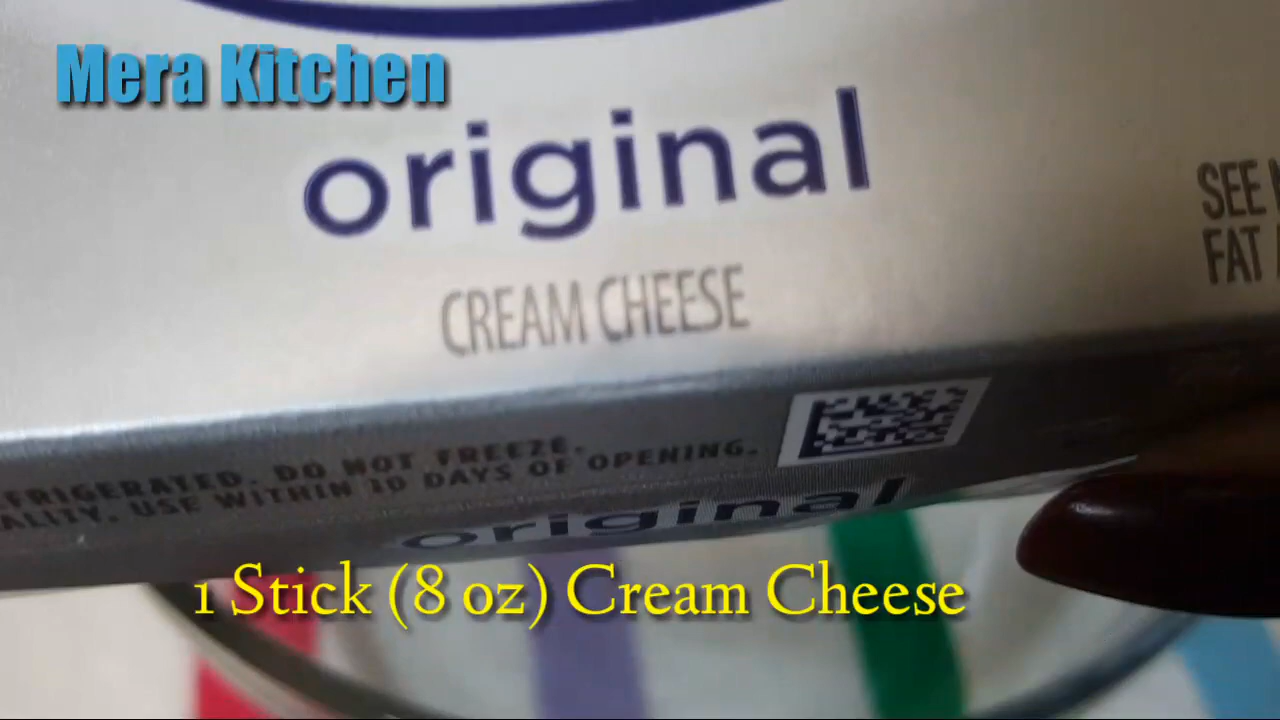 Mera Kitchen
original
CREAM CHEESE
SEE
FAT
FRIGERATED. DO NOT FREEZE.
ALITY. USE WITHIN 10 DAYS OF OPENING.
original
1 Stick (8 oz) Cream Cheese